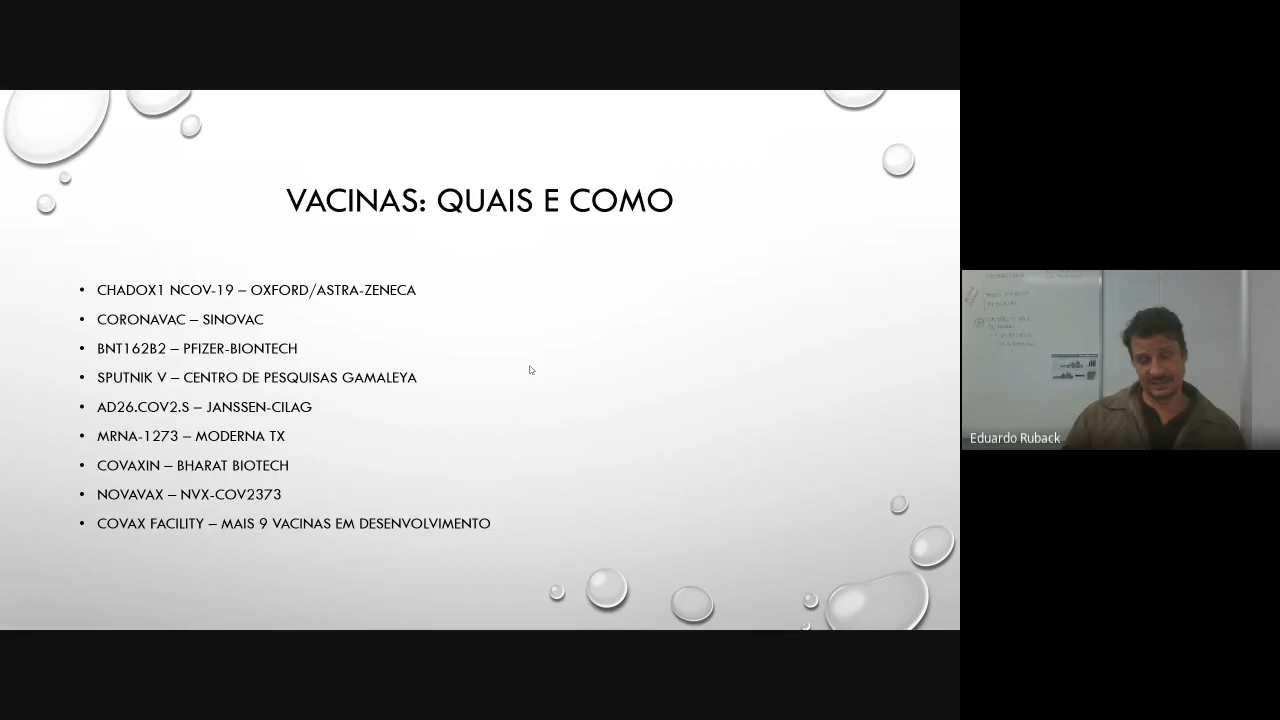 VACINAS: QUAIS E COMO
• CHADOX1 NCOV-19 – OXFORD/ASTRA-ZENECA
• CORONAVAC – SINOVAC
• BNT162B2 – PFIZER-BIONTECH
• SPUTNIK V – CENTRO DE PESQUISAS GAMALEYA
• AD26.COV2.S – JANSSEN-CILAG
• MRNA-1273 – MODERNA TX
• COVAXIN – BHARAT BIOTECH
• NOVAVAX – NVX-COV2373
• COVAX FACILITY – MAIS 9 VACINAS EM DESENVOLVIMENTO
Eduardo Ruback